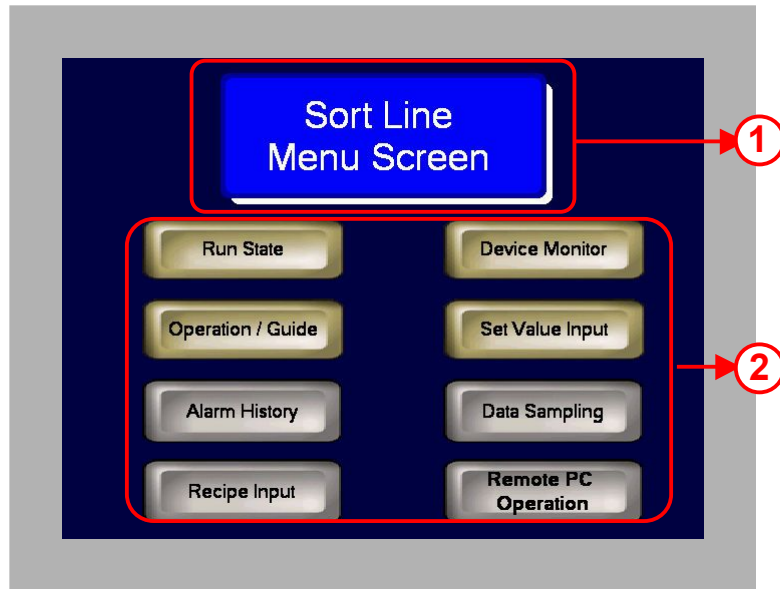 Sort Line
Menu Screen
1
Run State
Device Monitor
Operation / Guide
Set Value Input
2
Alarm History
Data Sampling
Recipe Input
Remote PC
Operation